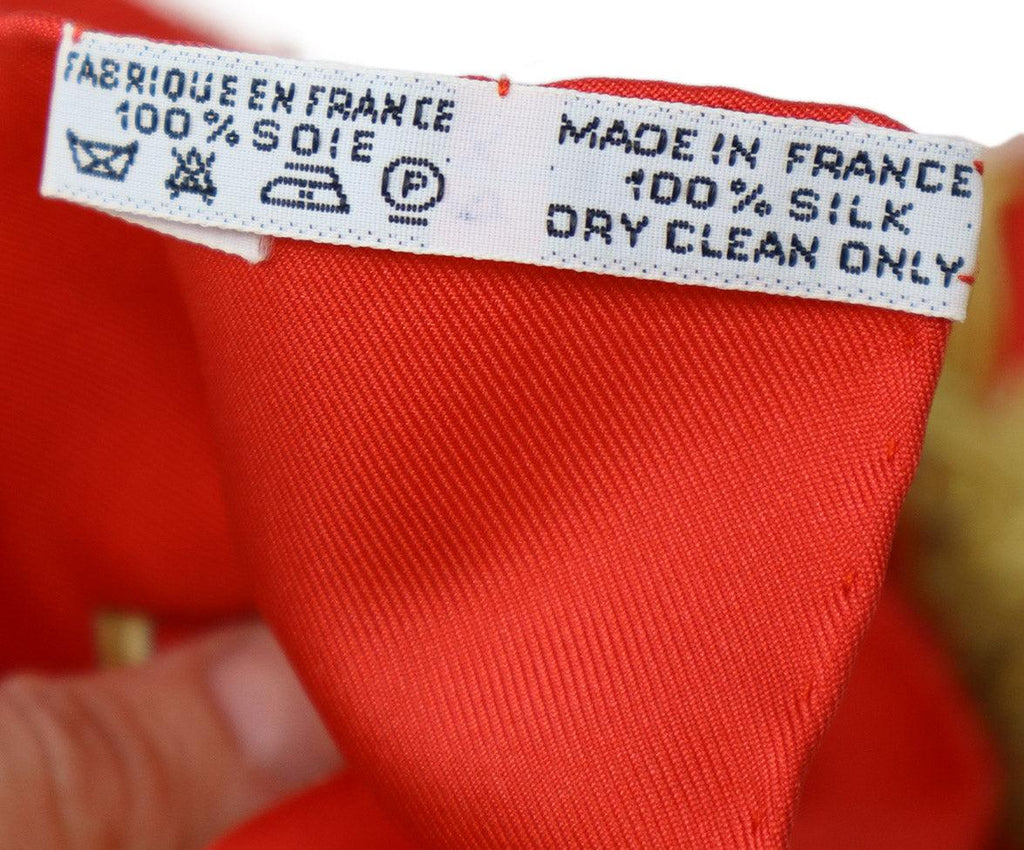 FABRIQUE EN FRANCE
100% SOIE
P
MADE IN FRANCE
100% SILK
DRY CLEAN ONLY